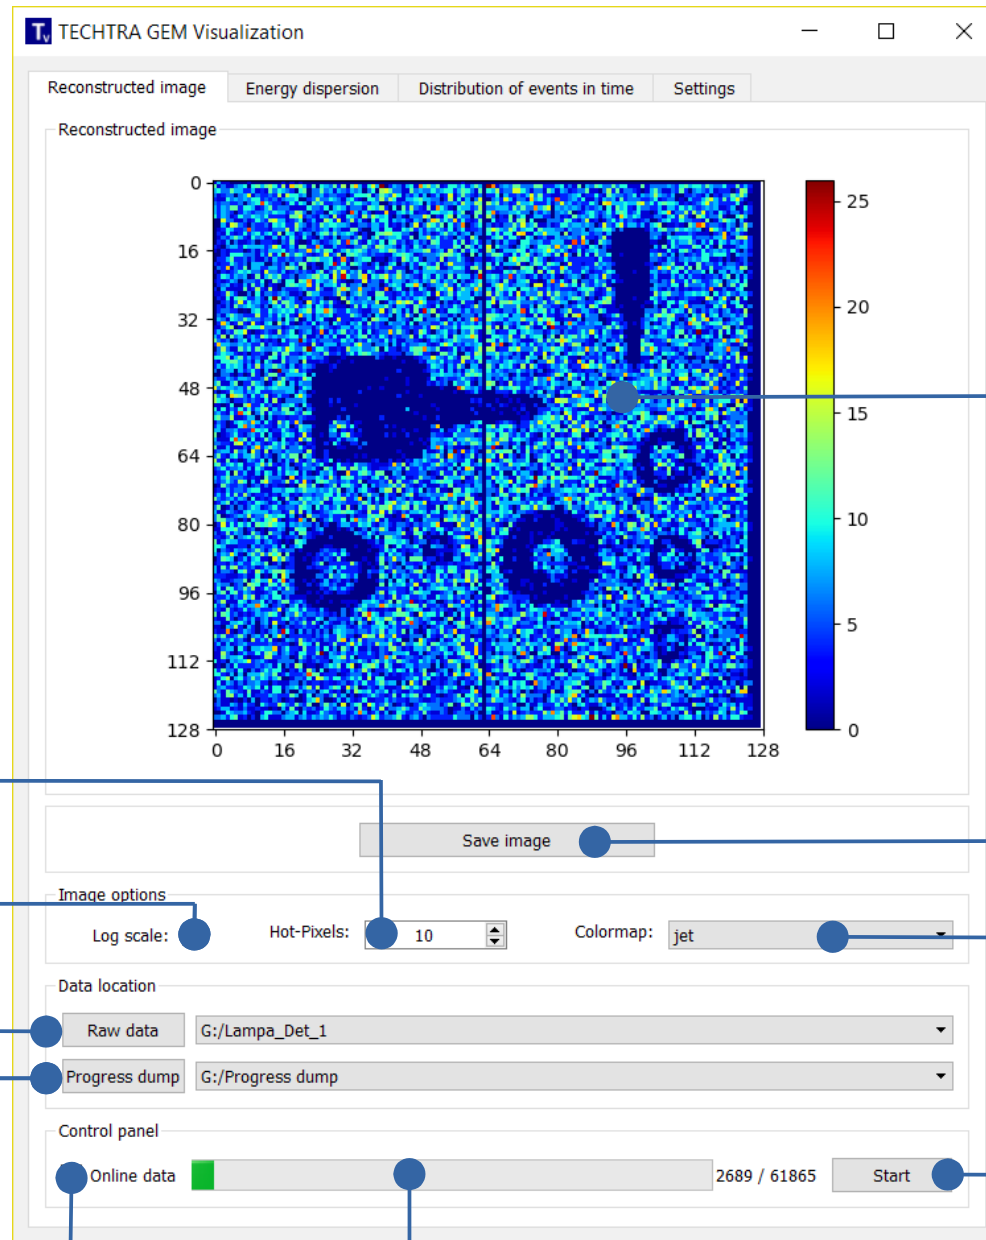 Tv TECHTRA GEM Visualization
Reconstructed image Energy dispersion Distribution of events in time Settings
Reconstructed image
0
16
32
48
64
80
96
112
128
0 16 32 48 64 80 96 112 128
25
20
15
10
5
0
Save image
Image options
Log scale: Hot-Pixels: 10 Colormap: jet
Data location
Raw data G:/Lampa_Det_1
Progress dump G:/Progress dump
Control panel
Online data 2689 / 61865 Start